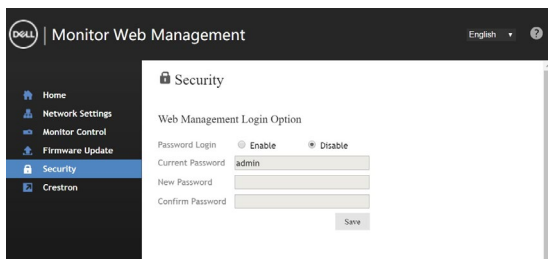 DELL | Monitor Web Management
English
?
Home
Network Settings
Monitor Control
Firmware Update
Security
Crestron
Security
Web Management Login Option
Password Login Enable Disable
Current Password admin
New Password
Confirm Password
Save